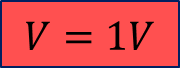 V = 1V